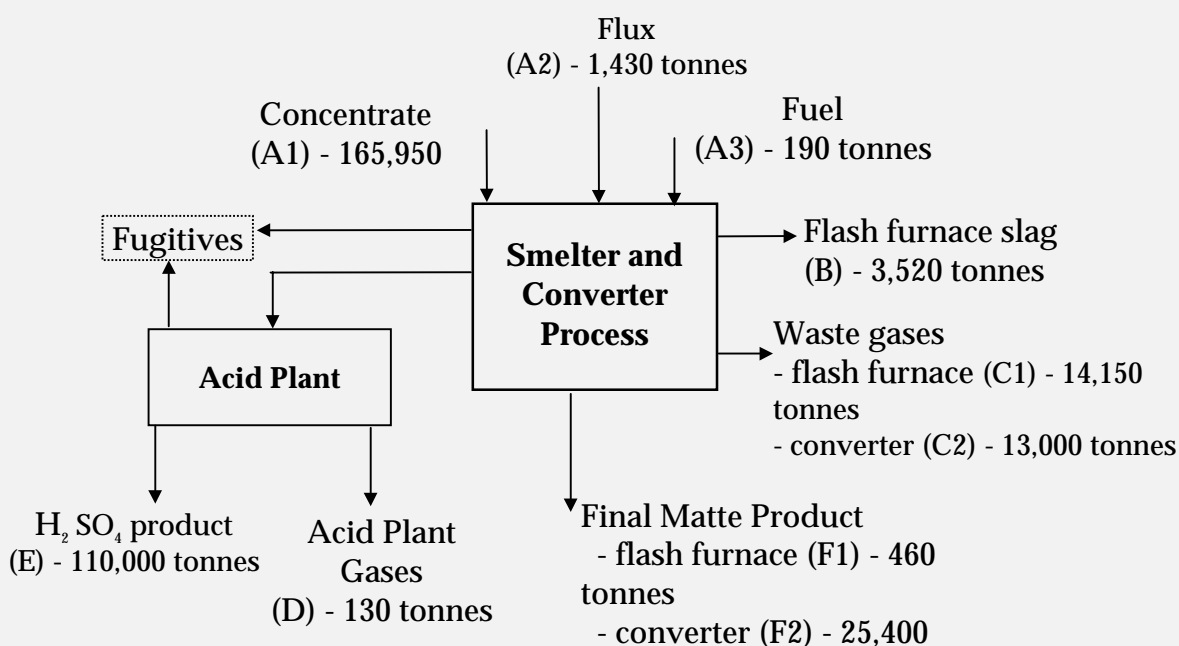 Flux
(A2) - 1,430 tonnes
Concentrate
(A1) - 165,950
Fuel
(A3) - 190 tonnes
Fugitives
Smelter and
Converter
Process
Flash furnace slag
(B) - 3,520 tonnes
Waste gases
- flash furnace (C1) - 14,150
tonnes
- converter (C2) - 13,000 tonnes
Acid Plant
H₂ SO₄ product
(E) - 110,000 tonnes
Acid Plant
Gases
(D) - 130 tonnes
Final Matte Product
- flash furnace (F1) - 460
tonnes
- converter (F2) - 25,400